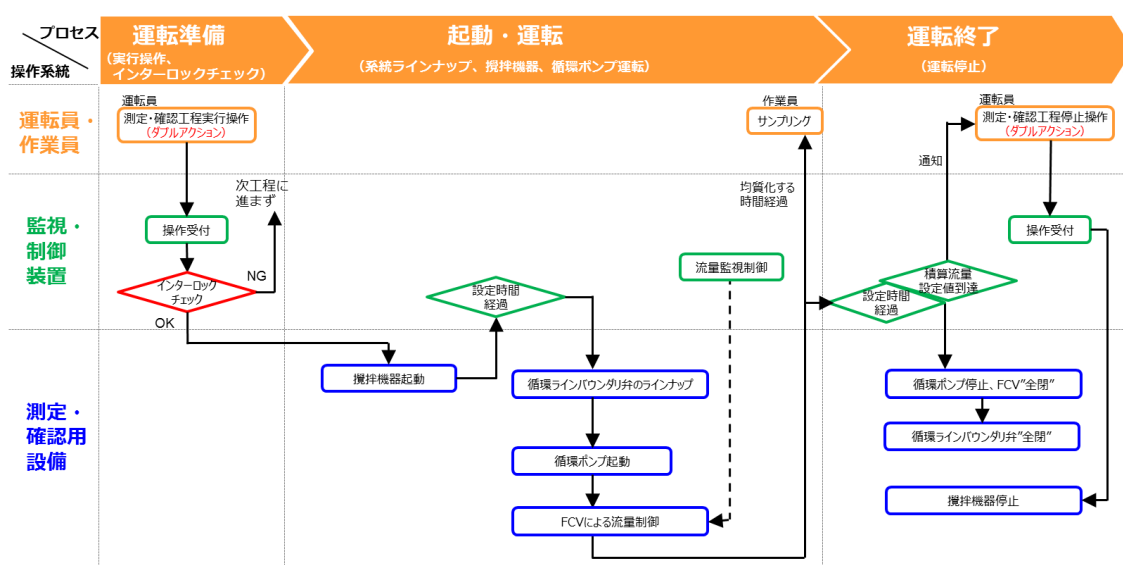 プロセス
操作系統
運転準備
(実行操作、
インターロックチェック)
起動・運転
(系統ラインナップ、攪拌機器、循環ポンプ運転)
運転終了
(運転停止)
運転員・
作業員
運転員
測定・確認工程実行操作
(ダブルアクション)
作業員
サンプリング
運転員
測定・確認工程停止操作
(ダブルアクション)
通知
監視・
制御
装置
次工程に
進まず
操作受付
インターロック
チェック
NG
OK
設定時間
経過
均質化する
時間経過
流量監視制御
積算流量
設定値到達
設定時間
経過
操作受付
測定・
確認用
設備
攪拌機器起動
循環ラインバウンダリ弁のラインナップ
循環ポンプ起動
FCVによる流量制御
循環ポンプ停止、FCV"全閉"
循環ラインバウンダリ弁"全閉"
攪拌機器停止